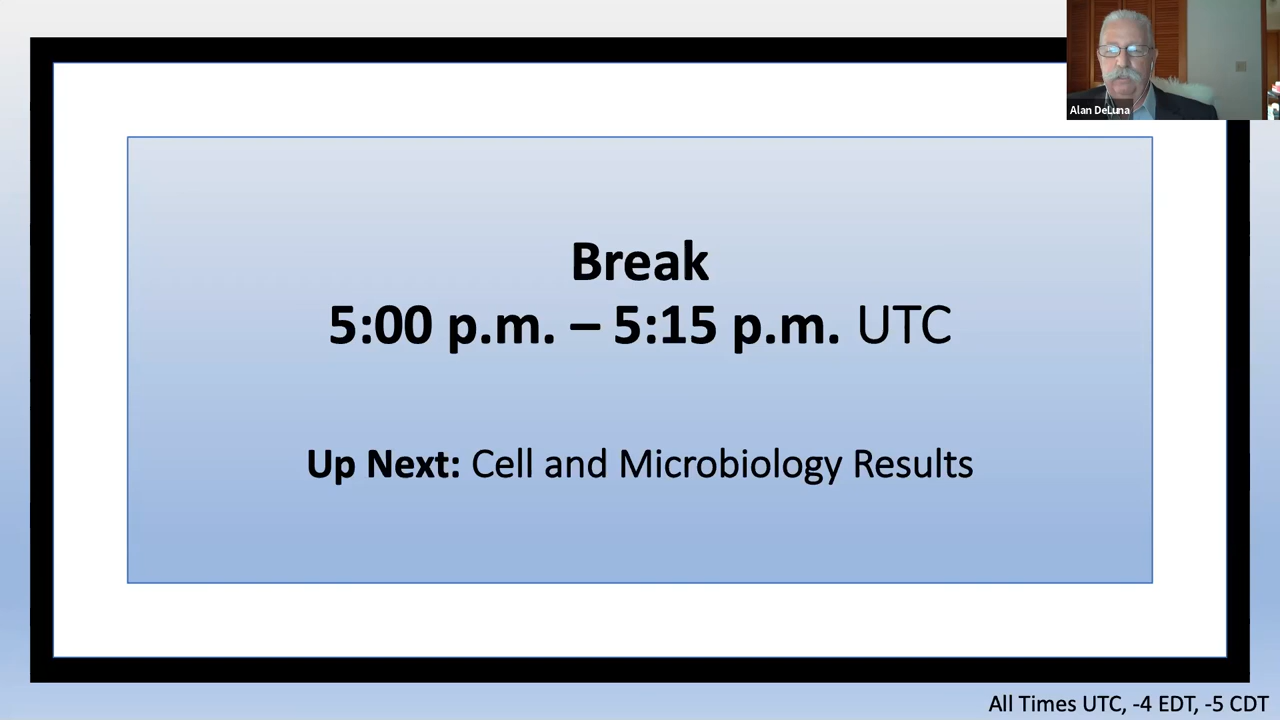 Alan DeLuna
Break
5:00 p.m. – 5:15 p.m. UTC
Up Next: Cell and Microbiology Results
All Times UTC, -4 EDT, -5 CDT